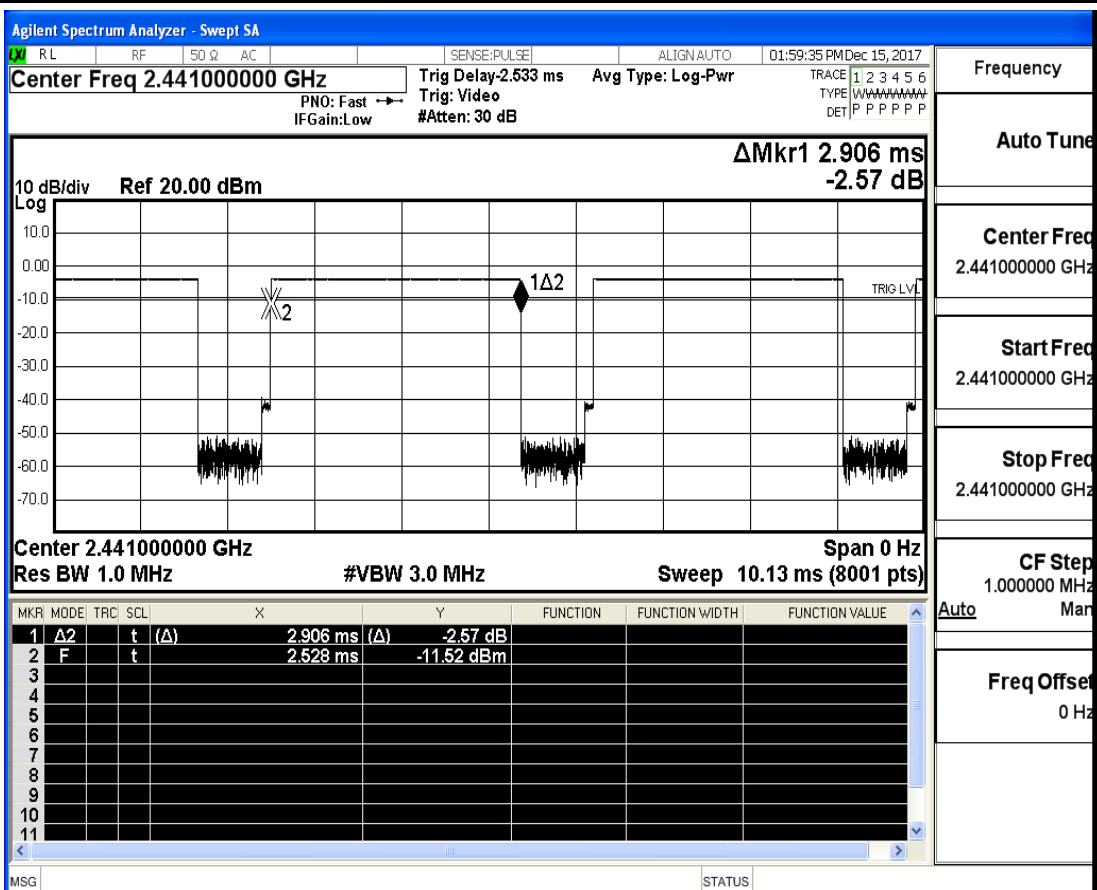 Agilent Spectrum Analyzer - Swept SA
LXI RL RF 50 Ω AC SENSE:PULSE ALIGN AUTO 01:59:35 PM Dec 15, 2017
Center Freq 2.441000000 GHz
PNO: Fast
IFGain:Low
Trig Delay-2.533 ms
Trig: Video
#Atten: 30 dB
Avg Type: Log-Pwr
TRACE 1 2 3 4 5 6
TYPE WWWWWW
DET P P P P P P
ΔMkr1 2.906 ms
-2.57 dB
10 dB/div Ref 20.00 dBm
Log
10.0
0.00
-10.0
-20.0
-30.0
-40.0
-50.0
-60.0
-70.0
2
1Δ2
TRIG LVL
Center 2.441000000 GHz Span 0 Hz
Res BW 1.0 MHz #VBW 3.0 MHz Sweep 10.13 ms (8001 pts)
MKR MODE TRC SCL X Y FUNCTION FUNCTION WIDTH FUNCTION VALUE
1 Δ2 t (Δ) 2.906 ms (Δ) -2.57 dB
2 F t 2.528 ms -11.52 dBm
3
4
5
6
7
8
9
10
11
MSG STATUS
Frequency
Auto Tune
Center Freq
2.441000000 GHz
Start Freq
2.441000000 GHz
Stop Freq
2.441000000 GHz
CF Step
1.000000 MHz
Auto Man
Freq Offset
0 Hz